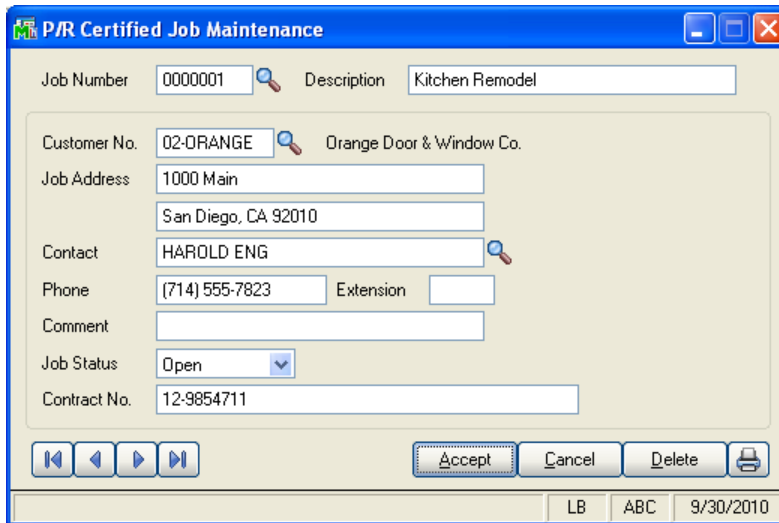 P/R Certified Job Maintenance
Job Number 0000001 Description Kitchen Remodel
Customer No. 02-ORANGE Orange Door & Window Co.
Job Address 1000 Main
San Diego, CA 92010
Contact HAROLD ENG
Phone (714) 555-7823 Extension
Comment
Job Status Open
Contract No. 12-9854711
Accept Cancel Delete
LB ABC 9/30/2010